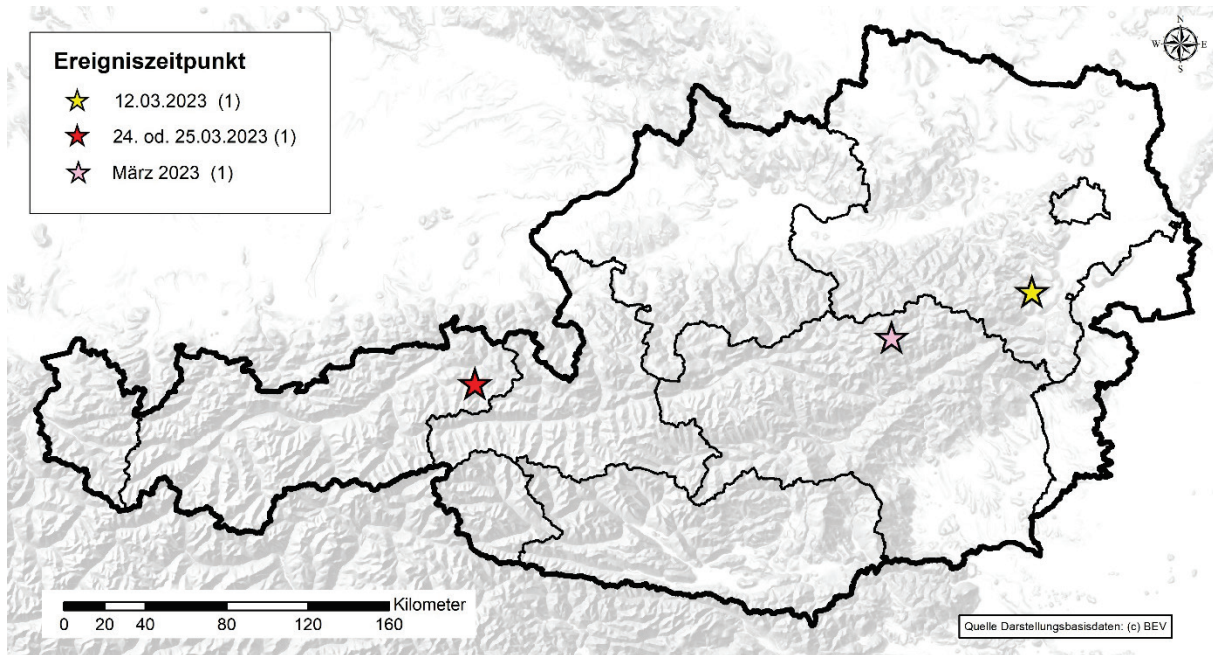 Ereigniszeitpunkt
12.03.2023 (1)
24. od. 25.03.2023 (1)
März 2023 (1)
N
W E
S
Kilometer
0 20 40 80 120 160
Quelle Darstellungsbasisdaten: (c) BEV